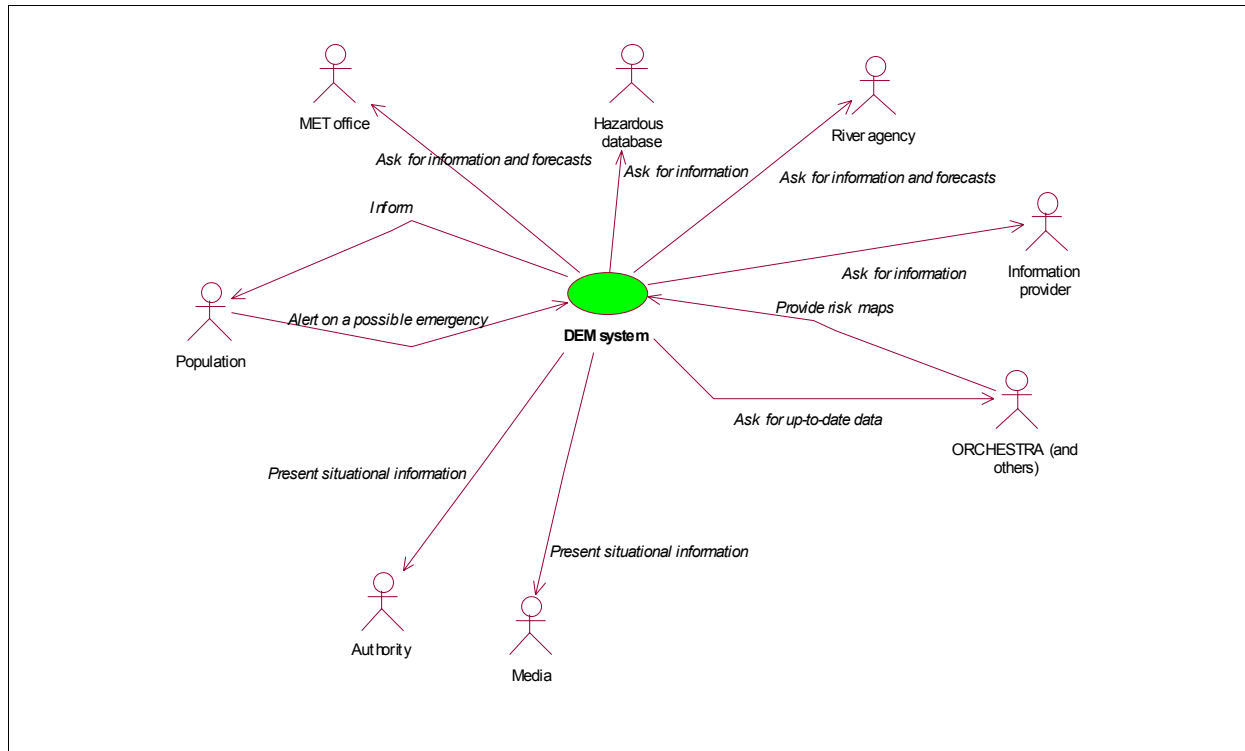 MET office
Hazardous
database
River agency
Ask for information and forecasts
Ask for information
Ask for information and forecasts
Inform
Information
provider
Ask for information
Provide risk maps
Alert on a possible emergency
Population
DEM system
Ask for up-to-date data
ORCHESTRA (and
others)
Present situational information
Present situational information
Authority
Media